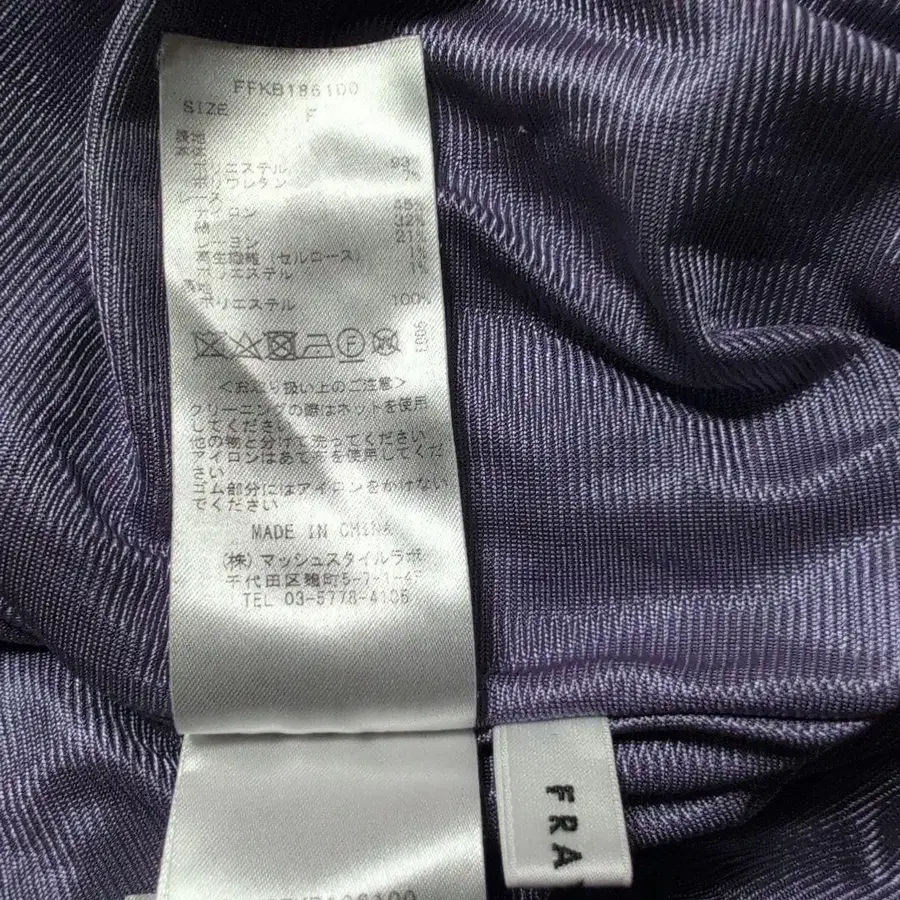 FFKB186100
SIZE F
表地
ポリエステル 93%
ポリウレタン 7%
レース
ナイロン
綿 32%
レーヨン 21%
再生繊維(セルロース) 1%
ポリエステル 1%
ポリエステル 100%
<お取り扱い上のご注意>
クリーニングの際はネットを使用
してください
他の物と分けて洗ってください
アイロンはあて布を使用してくだ
さい
ゴム部分にはアイロンをかけない
でください
MADE IN CHINA
(株)マッシュスタイルラボ
千代田区麹町5-7-1-6F
TEL 03-5778-4106
FRA